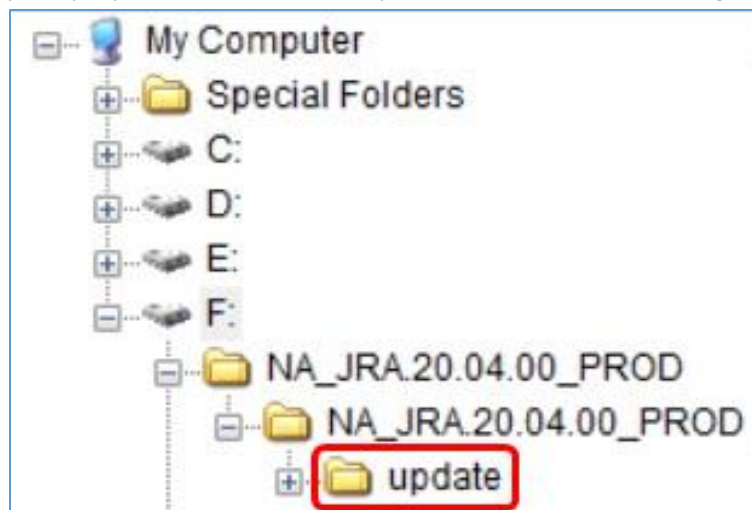 My Computer
Special Folders
C:
D:
E:
F:
NA_JRA.20.04.00_PROD
NA_JRA.20.04.00_PROD
update